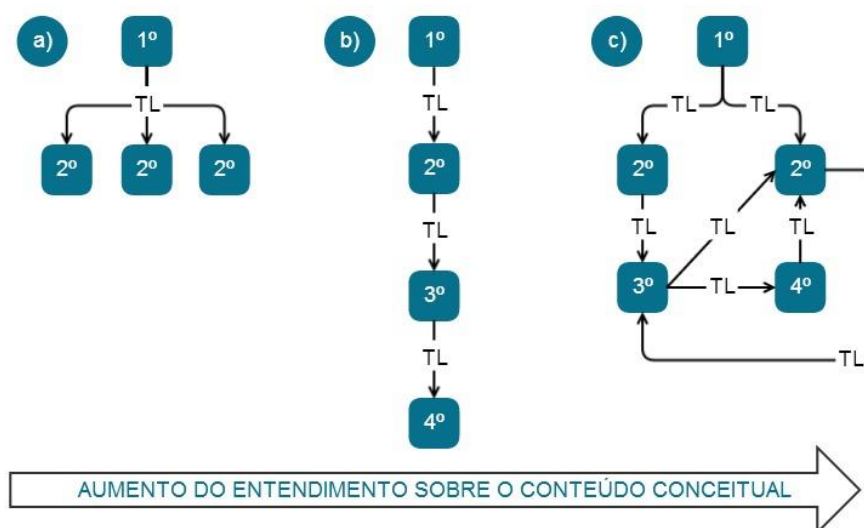 a)
1º
TL
2º 2º 2º
b)
1º
TL
2º
TL
3º
TL
4º
c)
1º
TL TL
2º 2º
TL TL TL
3º TL 4º
TL
AUMENTO DO ENTENDIMENTO SOBRE O CONTEÚDO CONCEITUAL